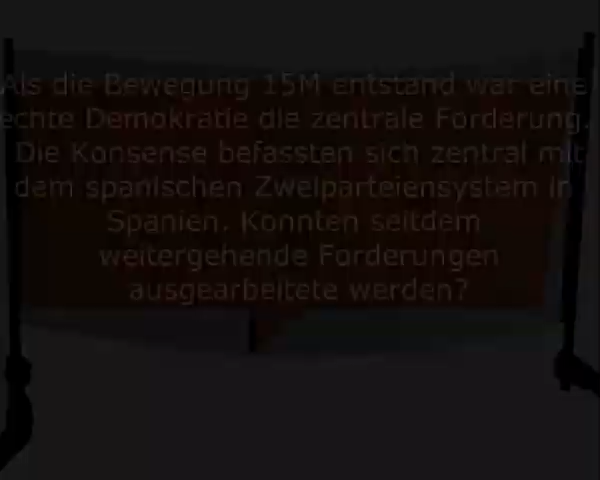 Als die Bewegung 15M entstand war eine
echte Demokratie die zentrale Forderung.
Die Konsense befassten sich zentral mit
dem spanischen Zweiparteiensystem in
Spanien. Konnten seitdem
weitergehende Forderungen
ausgearbeitete werden?